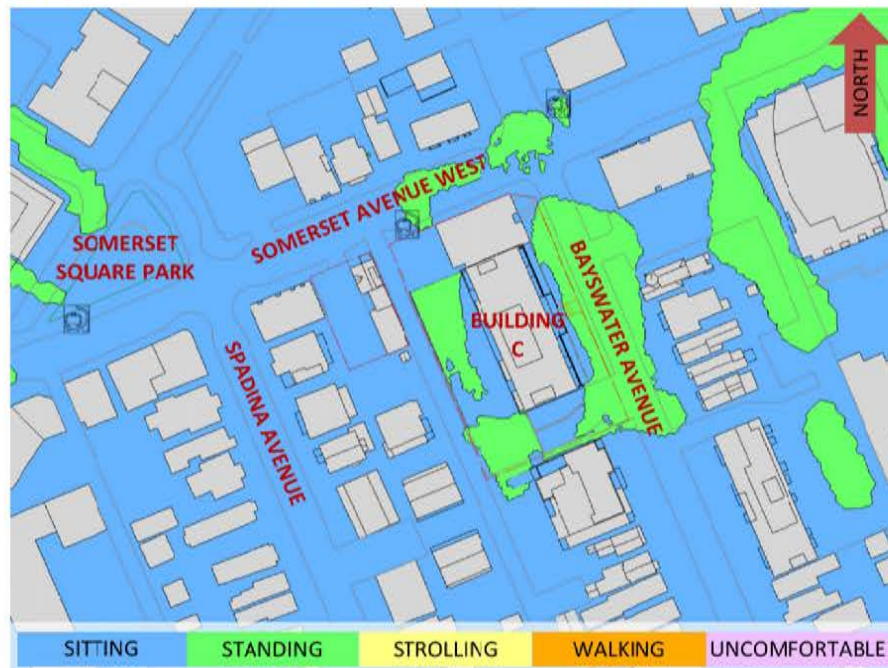 NORTH
SOMERSET AVENUE WEST
SOMERSET
SQUARE PARK
BAYSWATER AVENUE
BUILDING
C
SPADINA AVENUE
SITTING
STANDING
STROLLING
WALKING
UNCOMFORTABLE